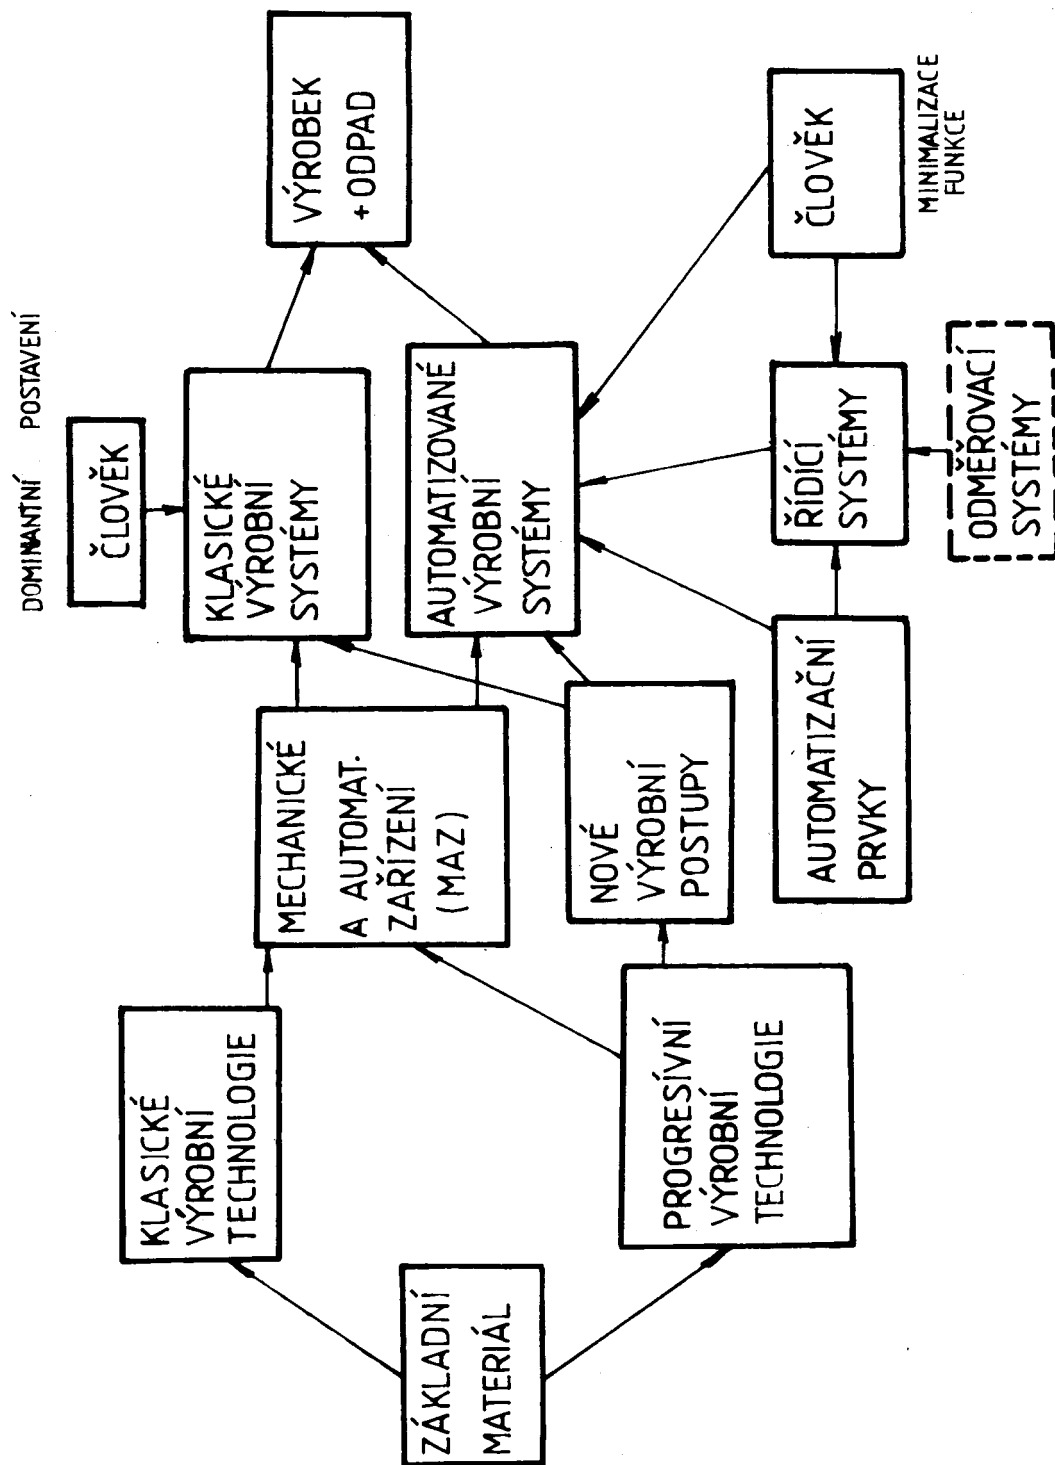 DOMINANTNÍ POSTAVENÍ
ČLOVĚK
ZÁKLADNÍ
MATERIÁL
KLASICKÉ
VÝROBNÍ
TECHNOLOGIE
PROGRESÍVNÍ
VÝROBNÍ
TECHNOLOGIE
MECHANICKÉ
A AUTOMAT.
ZAŘÍZENÍ
(MAZ)
NOVÉ
VÝROBNÍ
POSTUPY
AUTOMATIZAČNÍ
PRVKY
KLASICKÉ
VÝROBNÍ
SYSTÉMY
AUTOMATIZOVANÉ
VÝROBNÍ
SYSTÉMY
ŘÍDÍCÍ
SYSTÉMY
ODMĚŘOVACÍ
SYSTÉMY
VÝROBEK
+ ODPAD
ČLOVĚK
MINIMALIZACE
FUNKCE